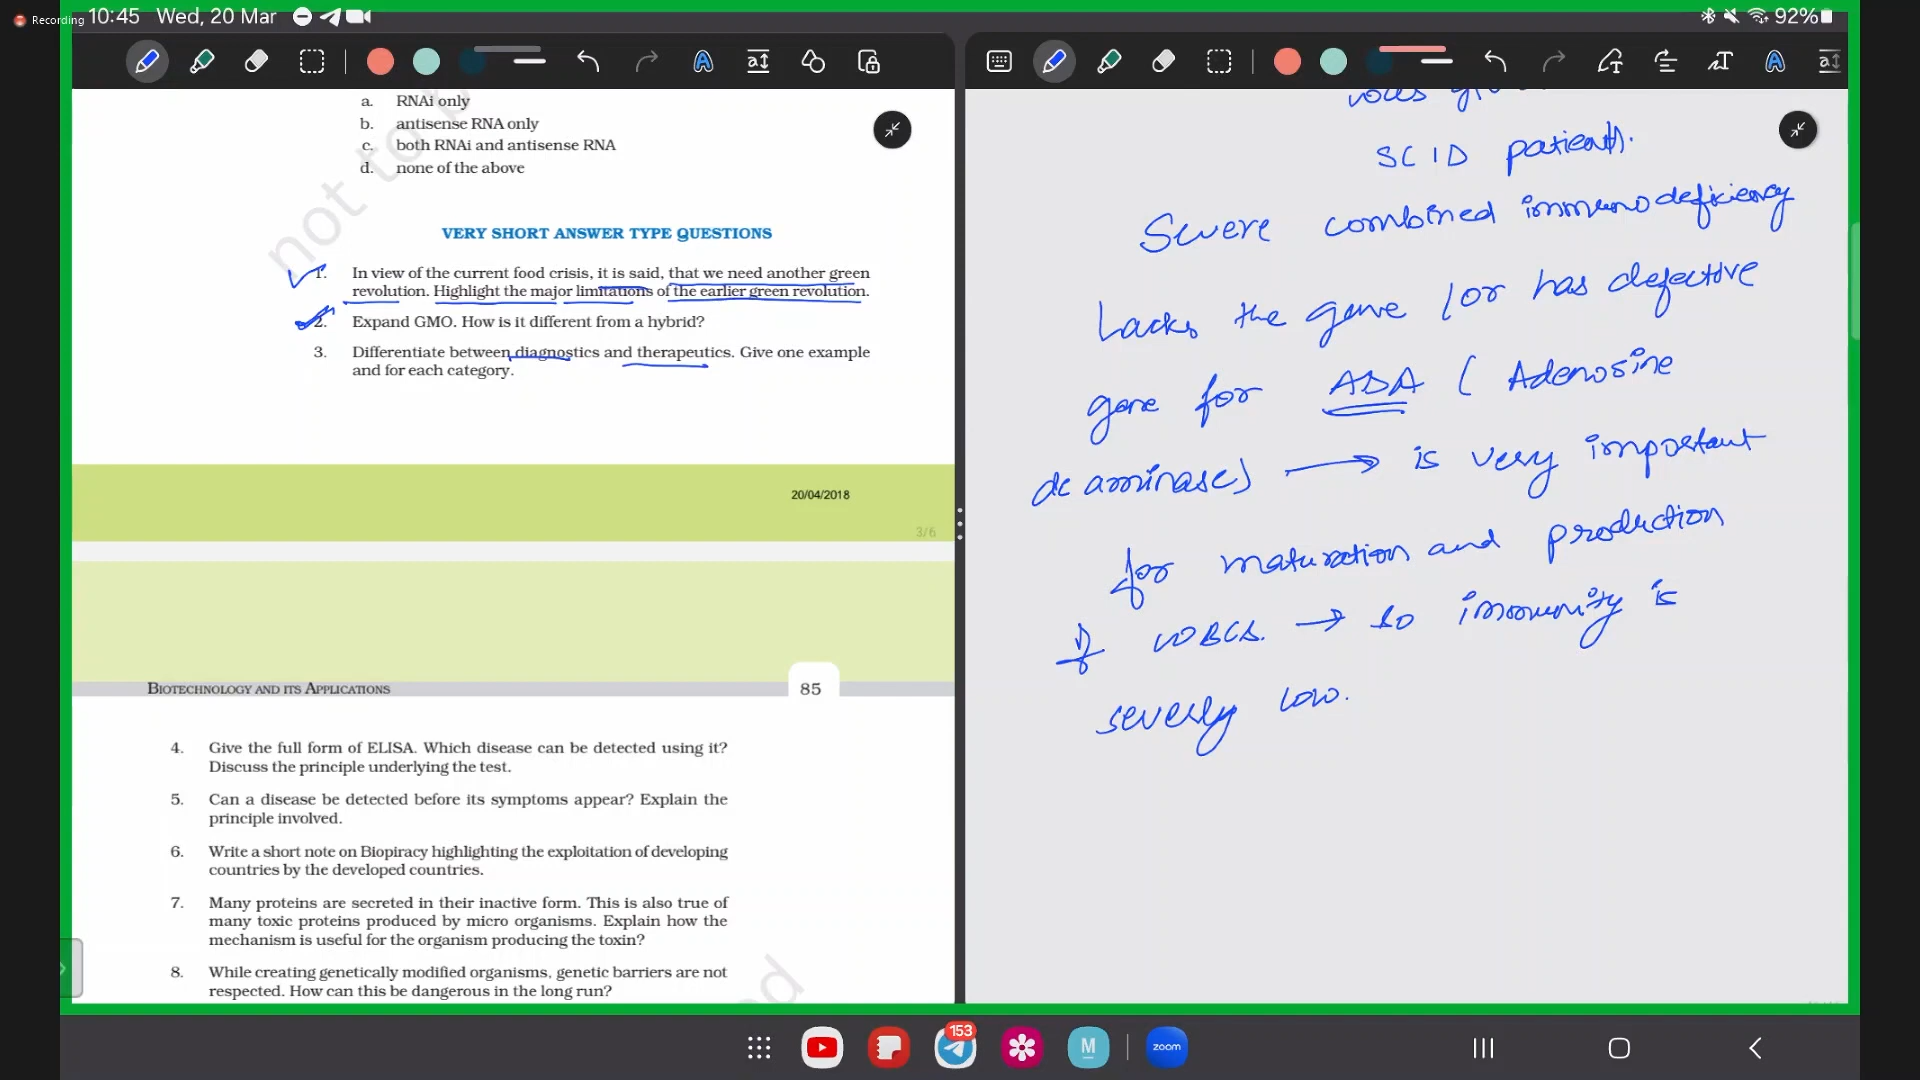 Recording
10:45 Wed, 20 Mar
92%
a. RNAi only
b. antisense RNA only
c. both RNAi and antisense RNA
d. none of the above
not to b
VERY SHORT ANSWER TYPE QUESTIONS
1. In view of the current food crisis, it is said, that we need another green
revolution. Highlight the major limitations of the earlier green revolution.
2. Expand GMO. How is it different from a hybrid?
3. Differentiate between diagnostics and therapeutics. Give one example
and for each category.
20/04/2018
3/6
BIOTECHNOLOGY AND ITS APPLICATIONS
85
4. Give the full form of ELISA. Which disease can be detected using it?
Discuss the principle underlying the test.
5. Can a disease be detected before its symptoms appear? Explain the
principle involved.
6. Write a short note on Biopiracy highlighting the exploitation of developing
countries by the developed countries.
7. Many proteins are secreted in their inactive form. This is also true of
many toxic proteins produced by micro organisms. Explain how the
mechanism is useful for the organism producing the toxin?
8. While creating genetically modified organisms, genetic barriers are not
respected. How can this be dangerous in the long run?
SCID patient
Severe combined immunodeficiency
Lacks the gene / or has defective
gene for ADA ( Adenosine
deaminase) → is very important
for maturation and production
of WBCs. → so immunity is
severly low.
153
M
zoom